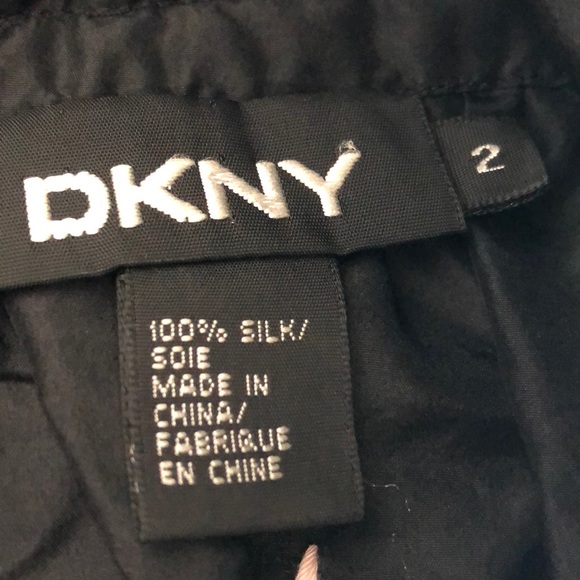 DKNY
2
100% SILK/
SOIE
MADE IN
CHINA/
FABRIQUE
EN CHINE